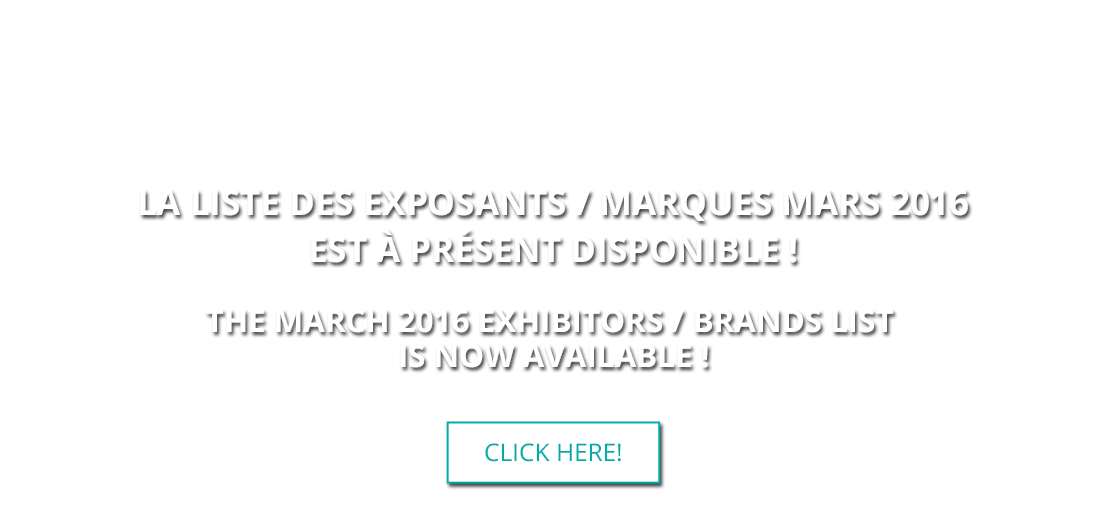 LA LISTE DES EXPOSANTS / MARQUES MARS 2016
EST À PRÉSENT DISPONIBLE !
THE MARCH 2016 EXHIBITORS / BRANDS LIST
IS NOW AVAILABLE !
CLICK HERE!